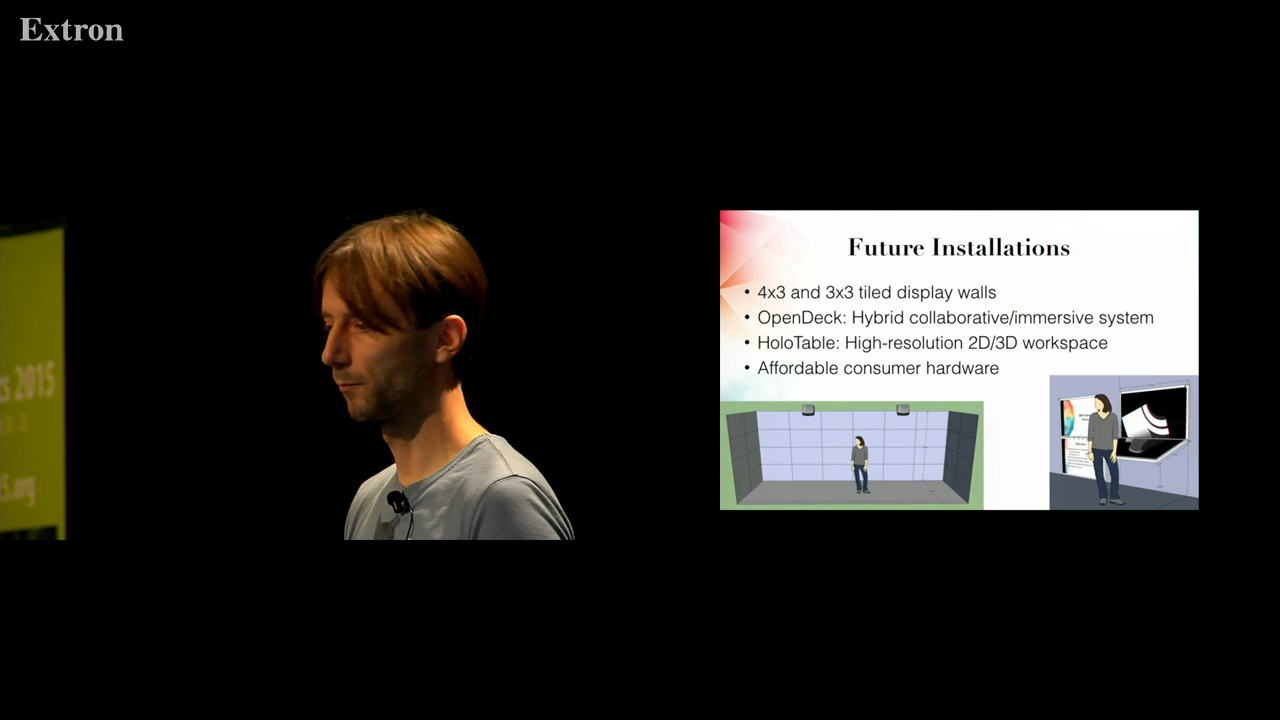 Extron
2015
Future Installations
• 4x3 and 3x3 tiled display walls
• OpenDeck: Hybrid collaborative/immersive system
• HoloTable: High-resolution 2D/3D workspace
• Affordable consumer hardware